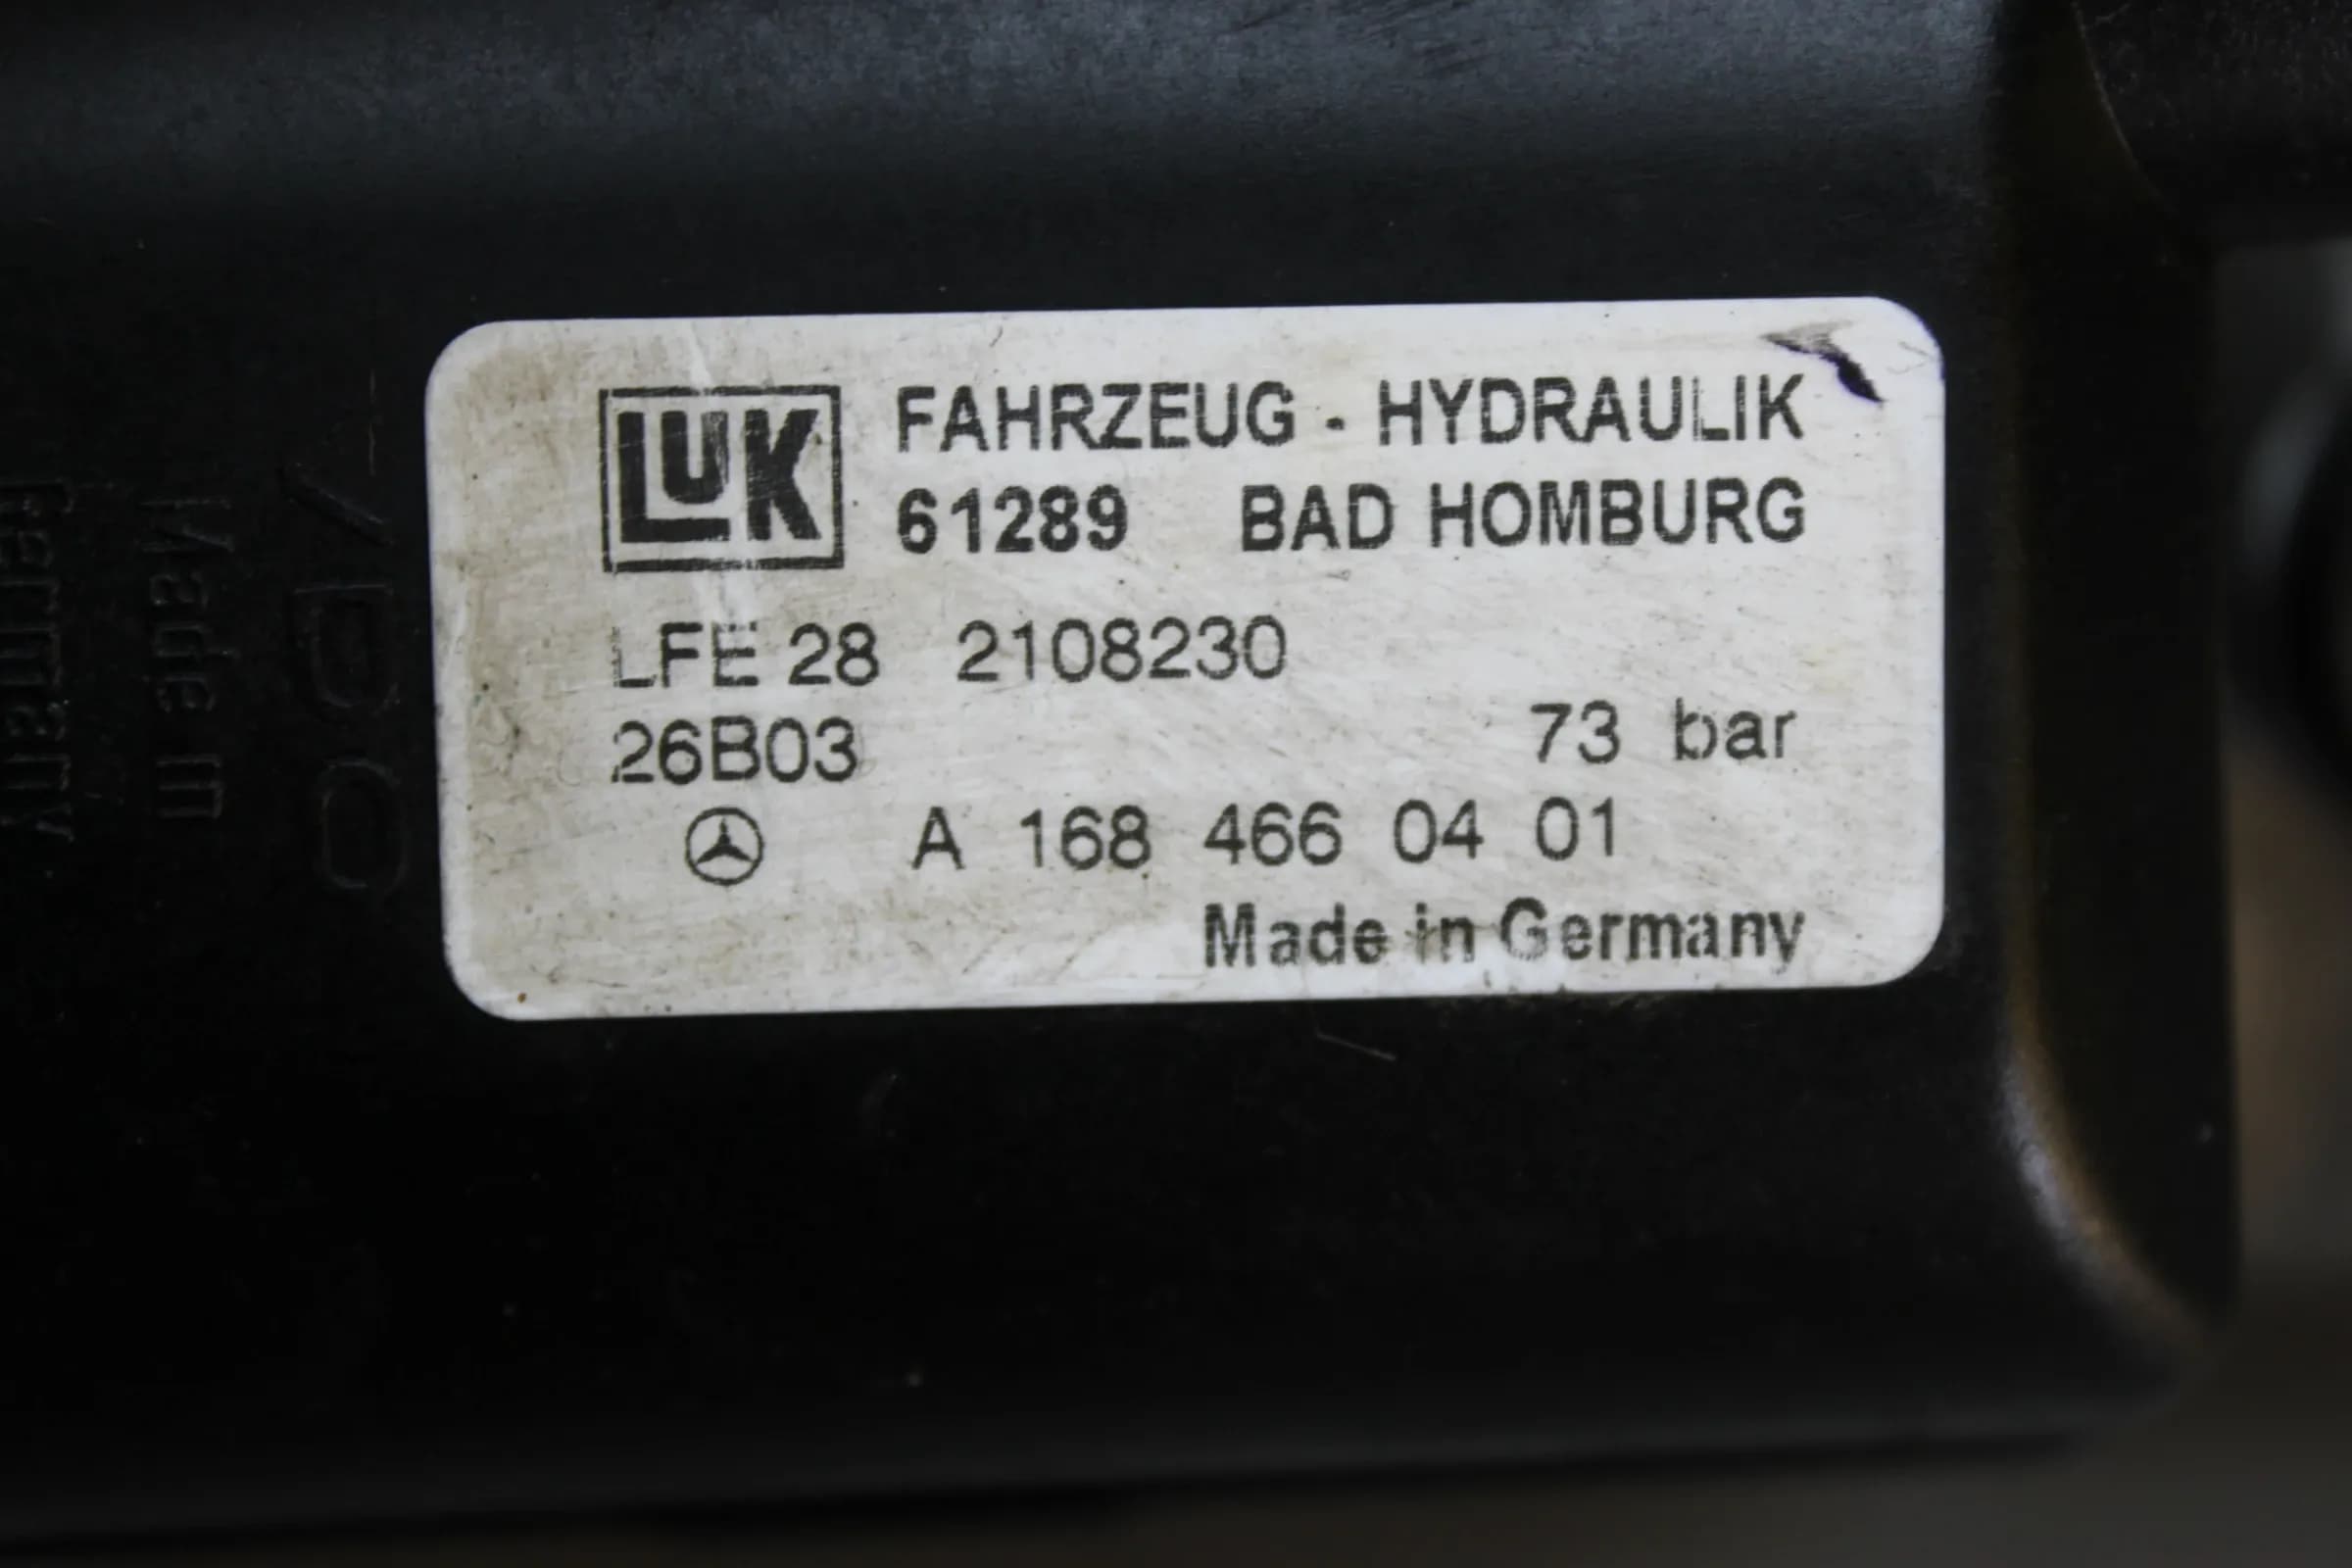 LUK
FAHRZEUG - HYDRAULIK
61289 BAD HOMBURG
LFE 28 2108230
26B03 73 bar
A 168 466 04 01
Made in Germany
Made in
Germany